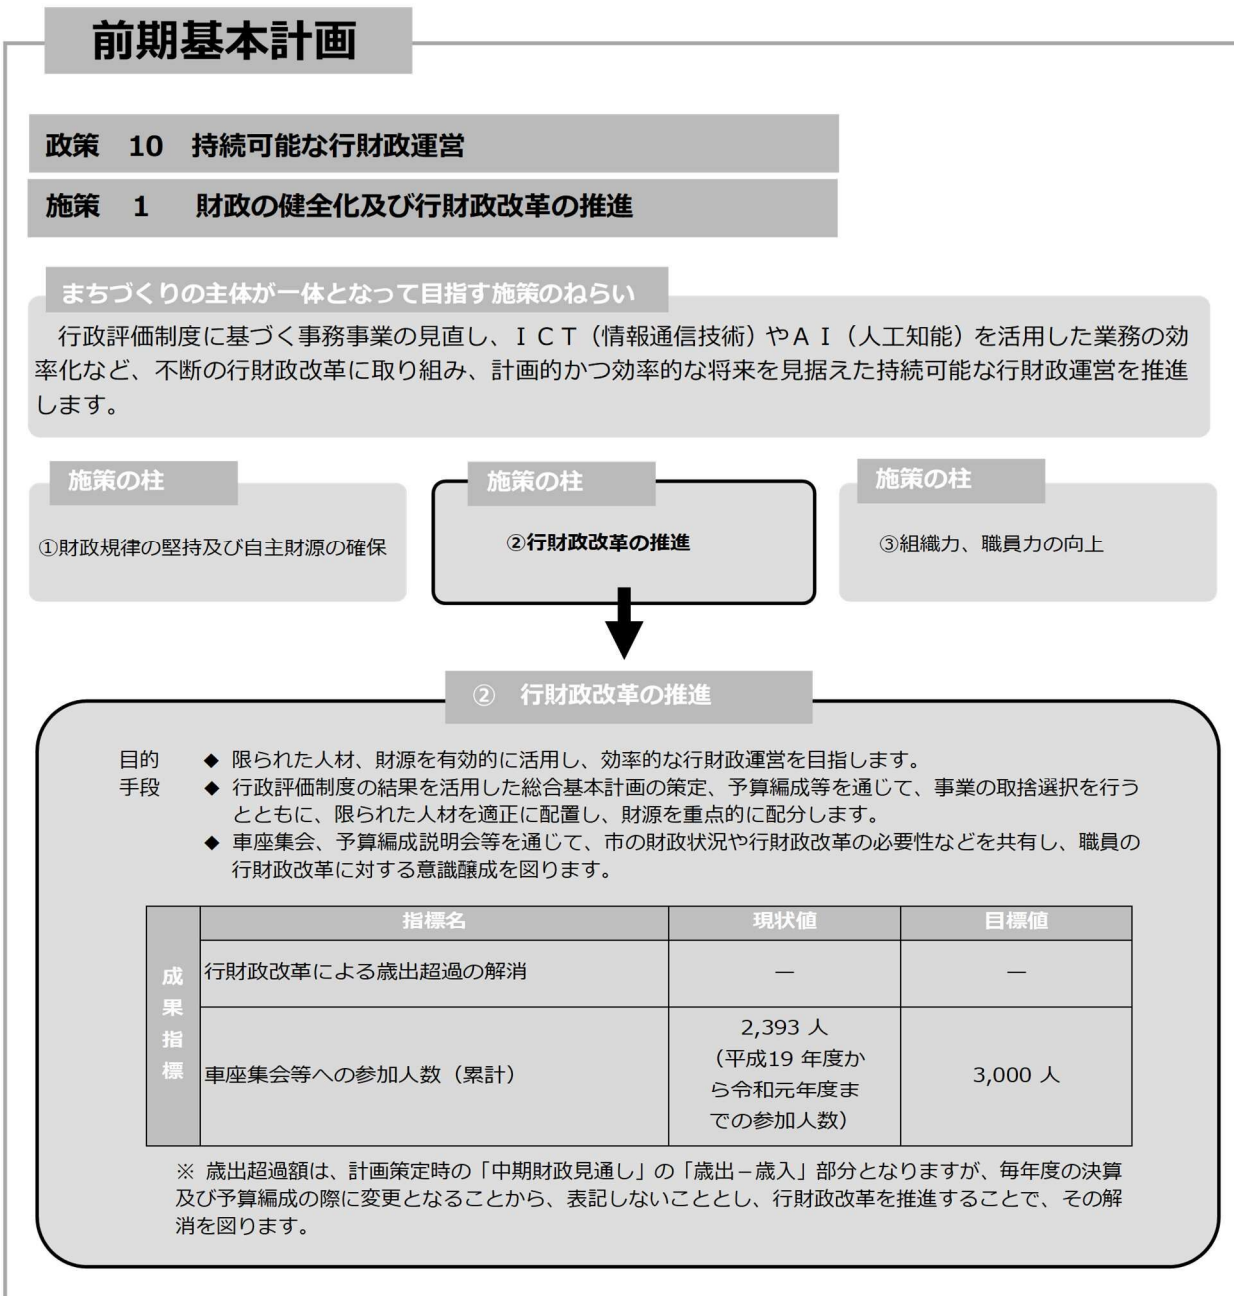 前期基本計画
政策　10　持続可能な行財政運営
施策　1　財政の健全化及び行財政改革の推進
まちづくりの主体が一体となって目指す施策のねらい
行政評価制度に基づく事務事業の見直し、ＩＣＴ（情報通信技術）やＡＩ（人工知能）を活用した業務の効
率化など、不断の行財政改革に取り組み、計画的かつ効率的な将来を見据えた持続可能な行財政運営を推進
します。
施策の柱
①財政規律の堅持及び自主財源の確保
施策の柱
②行財政改革の推進
施策の柱
③組織力、職員力の向上
②　行財政改革の推進
目的　◆ 限られた人材、財源を有効的に活用し、効率的な行財政運営を目指します。
手段　◆ 行政評価制度の結果を活用した総合基本計画の策定、予算編成等を通じて、事業の取捨選択を行う
とともに、限られた人材を適正に配置し、財源を重点的に配分します。
◆ 車座集会、予算編成説明会等を通じて、市の財政状況や行財政改革の必要性などを共有し、職員の
行財政改革に対する意識醸成を図ります。
成果指標
指標名　現状値　目標値
行財政改革による歳出超過の解消　―　―
車座集会等への参加人数（累計）
2,393 人
（平成19 年度か
ら令和元年度ま
での参加人数）
3,000 人
※ 歳出超過額は、計画策定時の「中期財政見通し」の「歳出－歳入」部分となりますが、毎年度の決算
及び予算編成の際に変更となることから、表記しないこととし、行財政改革を推進することで、その解
消を図ります。